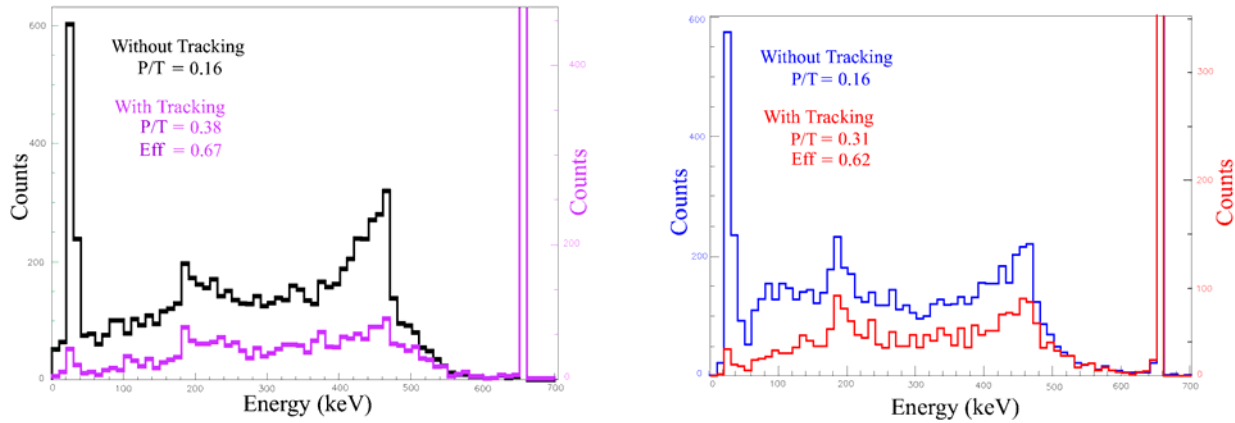 600
400
200
0
Counts
Without Tracking
P/T = 0.16
With Tracking
P/T = 0.38
Eff = 0.67
400
200
0
Counts
0
100
200
300
400
500
600
700
Energy (keV)
600
400
200
0
Counts
Without Tracking
P/T = 0.16
With Tracking
P/T = 0.31
Eff = 0.62
300
200
100
0
Counts
0
100
200
300
400
500
600
700
Energy (keV)